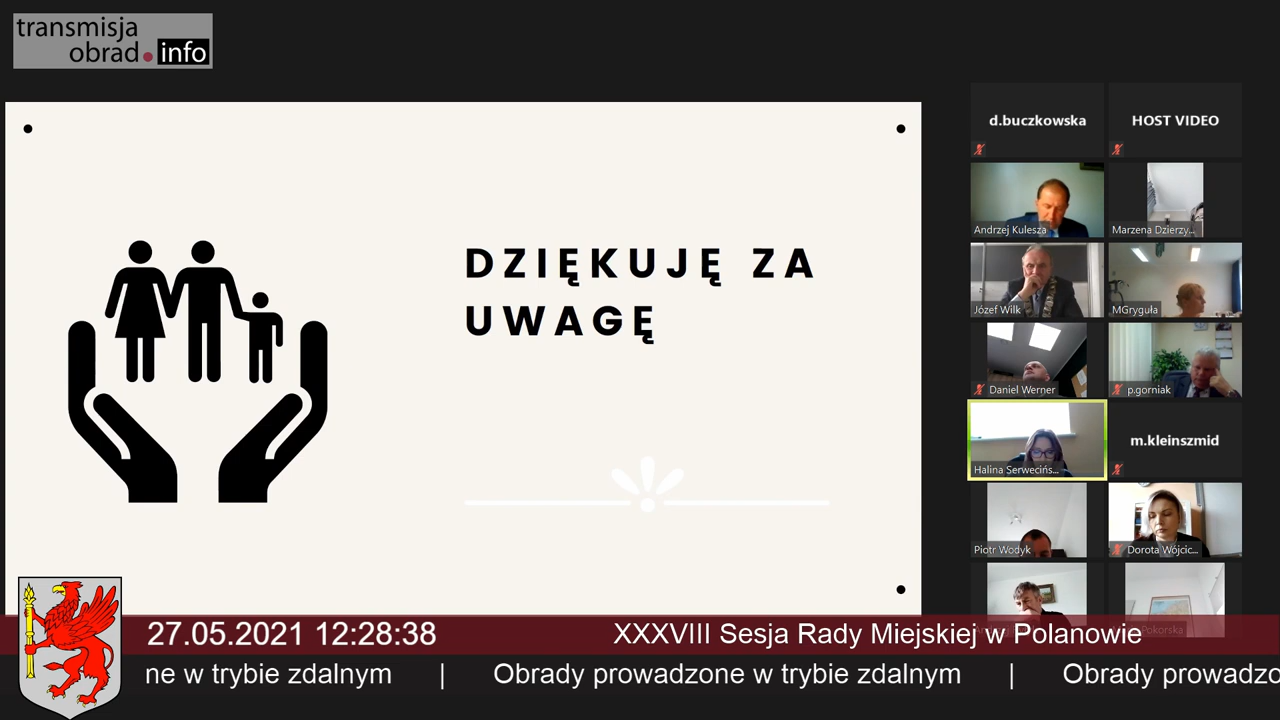 transmisja
obrad.info
DZIĘKUJĘ ZA
UWAGĘ
d.buczkowska
HOST VIDEO
Andrzej Kulesza
Marzena Dzierzy...
Józef Wilk
MGryguła
Daniel Werner
p.gorniak
Halina Serwecińs...
m.kleinszmid
Piotr Wodyk
Dorota Wójcic...
Pokorska
27.05.2021 12:28:38
XXXVIII Sesja Rady Miejskiej w Polanowie
ne w trybie zdalnym | Obrady prowadzone w trybie zdalnym | Obrady prowadzo